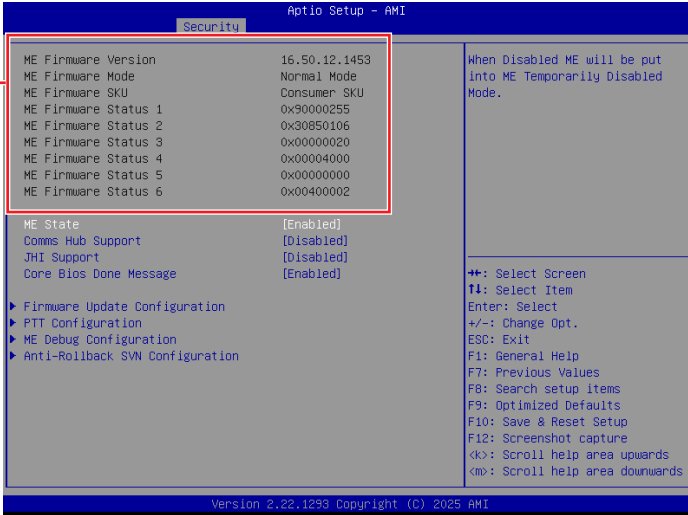 Aptio Setup - AMI
Security
ME Firmware Version 16.50.12.1453
ME Firmware Mode Normal Mode
ME Firmware SKU Consumer SKU
ME Firmware Status 1 0x90000255
ME Firmware Status 2 0x30850106
ME Firmware Status 3 0x00000020
ME Firmware Status 4 0x00004000
ME Firmware Status 5 0x00000000
ME Firmware Status 6 0x00400002
ME State [Enabled]
Comms Hub Support [Disabled]
JHI Support [Disabled]
Core Bios Done Message [Enabled]
Firmware Update Configuration
PTT Configuration
ME Debug Configuration
Anti-Rollback SVN Configuration
When Disabled ME will be put
into ME Temporarily Disabled
Mode.
→←: Select Screen
↑↓: Select Item
Enter: Select
+/-: Change Opt.
ESC: Exit
F1: General Help
F7: Previous Values
F8: Search setup items
F9: Optimized Defaults
F10: Save & Reset Setup
F12: Screenshot capture
<k>: Scroll help area upwards
<m>: Scroll help area downwards
Version 2.22.1293 Copyright (C) 2025 AMI